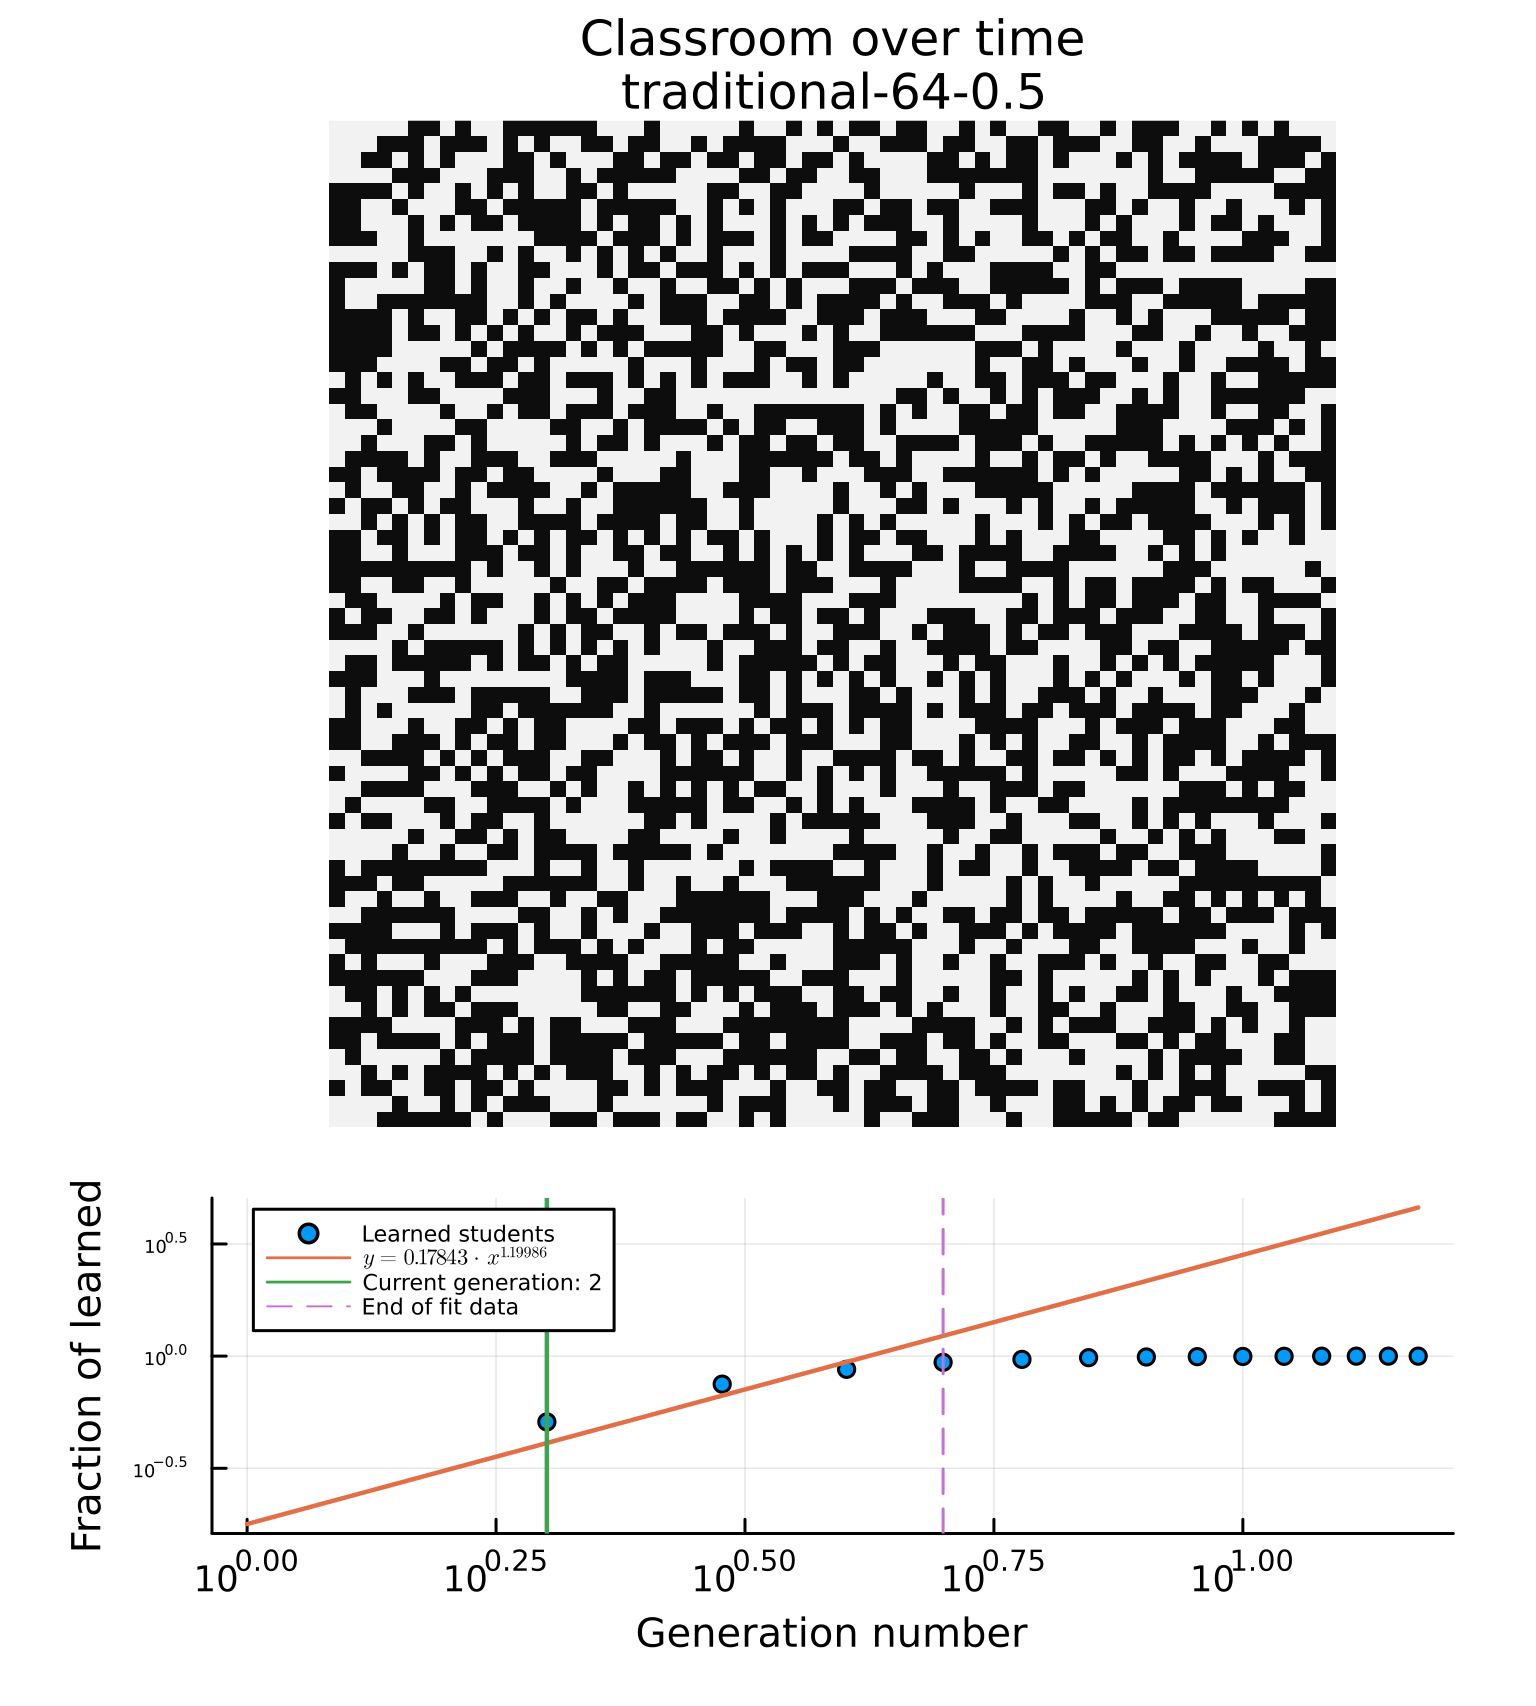 Classroom over time
traditional-64-0.5
Fraction of learned
10^0.5
10^0.0
10^−0.5
Learned students
y = 0.17843 · x^1.19986
Current generation: 2
End of fit data
10^0.00 10^0.25 10^0.50 10^0.75 10^1.00
Generation number